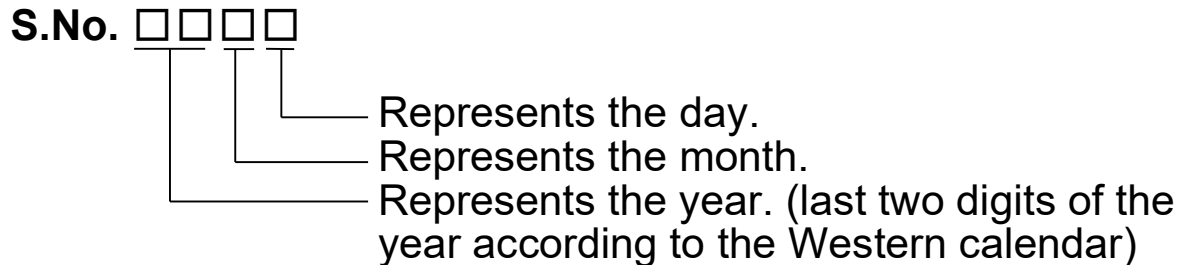 S.No. □□□□
Represents the day.
Represents the month.
Represents the year. (last two digits of the
year according to the Western calendar)